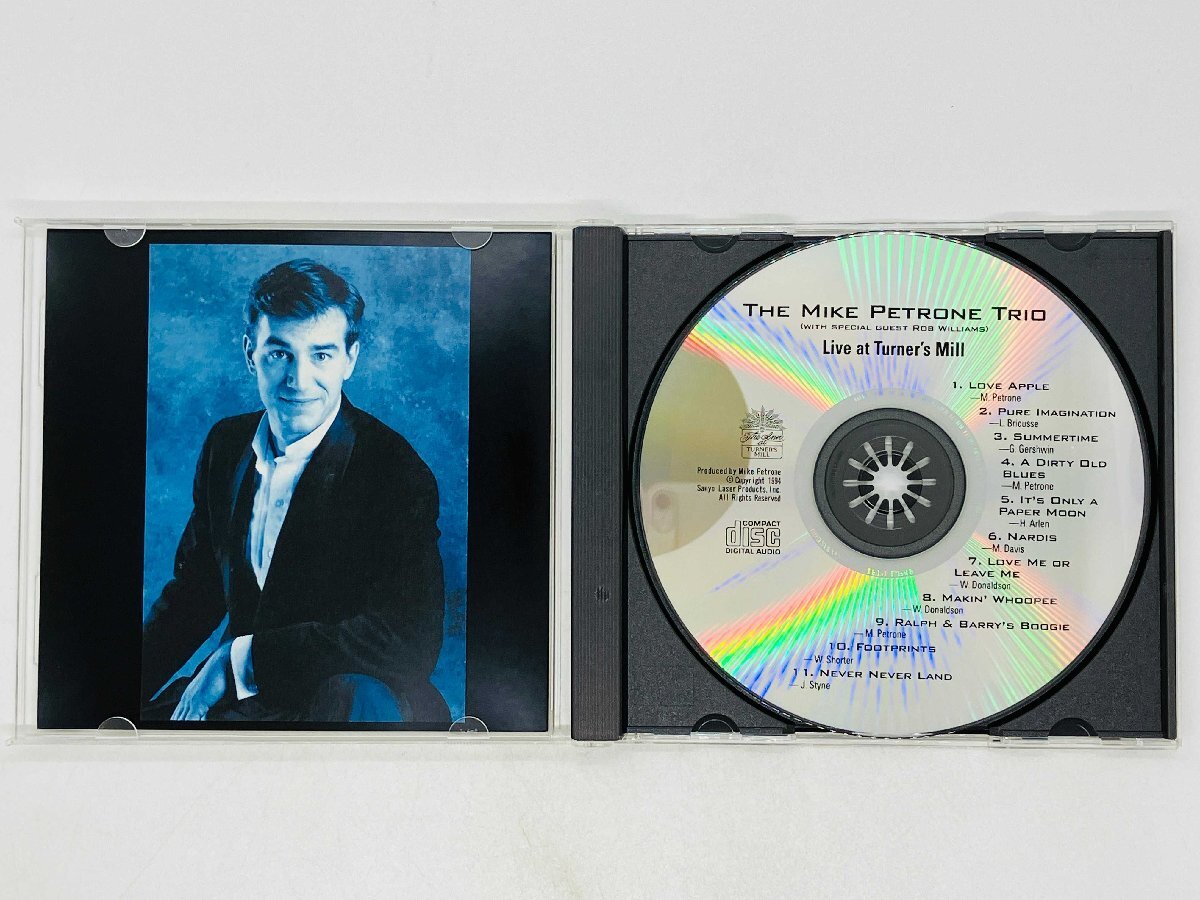 THE MIKE PETRONE TRIO
(WITH SPECIAL GUEST ROB WILLIAMS)
Live at Turner's Mill
1. LOVE APPLE
—M. Petrone
2. PURE IMAGINATION
—L. Bricusse
3. SUMMERTIME
—G. Gershwin
4. A DIRTY OLD
BLUES
—M. Petrone
5. IT'S ONLY A
PAPER MOON
—H. Arlen
6. NARDIS
—M. Davis
7. LOVE ME OR
LEAVE ME
—W. Donaldson
8. MAKIN' WHOOPEE
—W. Donaldson
9. RALPH & BARRY'S BOOGIE
—M. Petrone
10. FOOTPRINTS
—W. Shorter
11. NEVER NEVER LAND
—J. Styne
The Inn
at
TURNER'S
MILL
Produced by Mike Petrone
© Copyright 1994
Sanyo Laser Products, Inc.
All Rights Reserved
COMPACT
disc
DIGITAL AUDIO